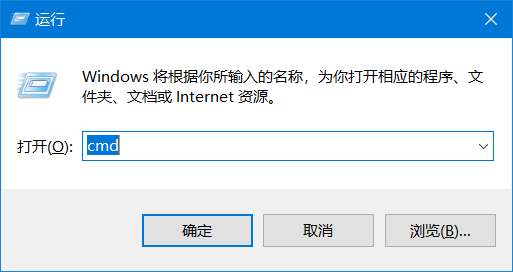 运行
Windows 将根据你所输入的名称，为你打开相应的程序、文
件夹、文档或 Internet 资源。
打开(O): cmd
确定 取消 浏览(B)...